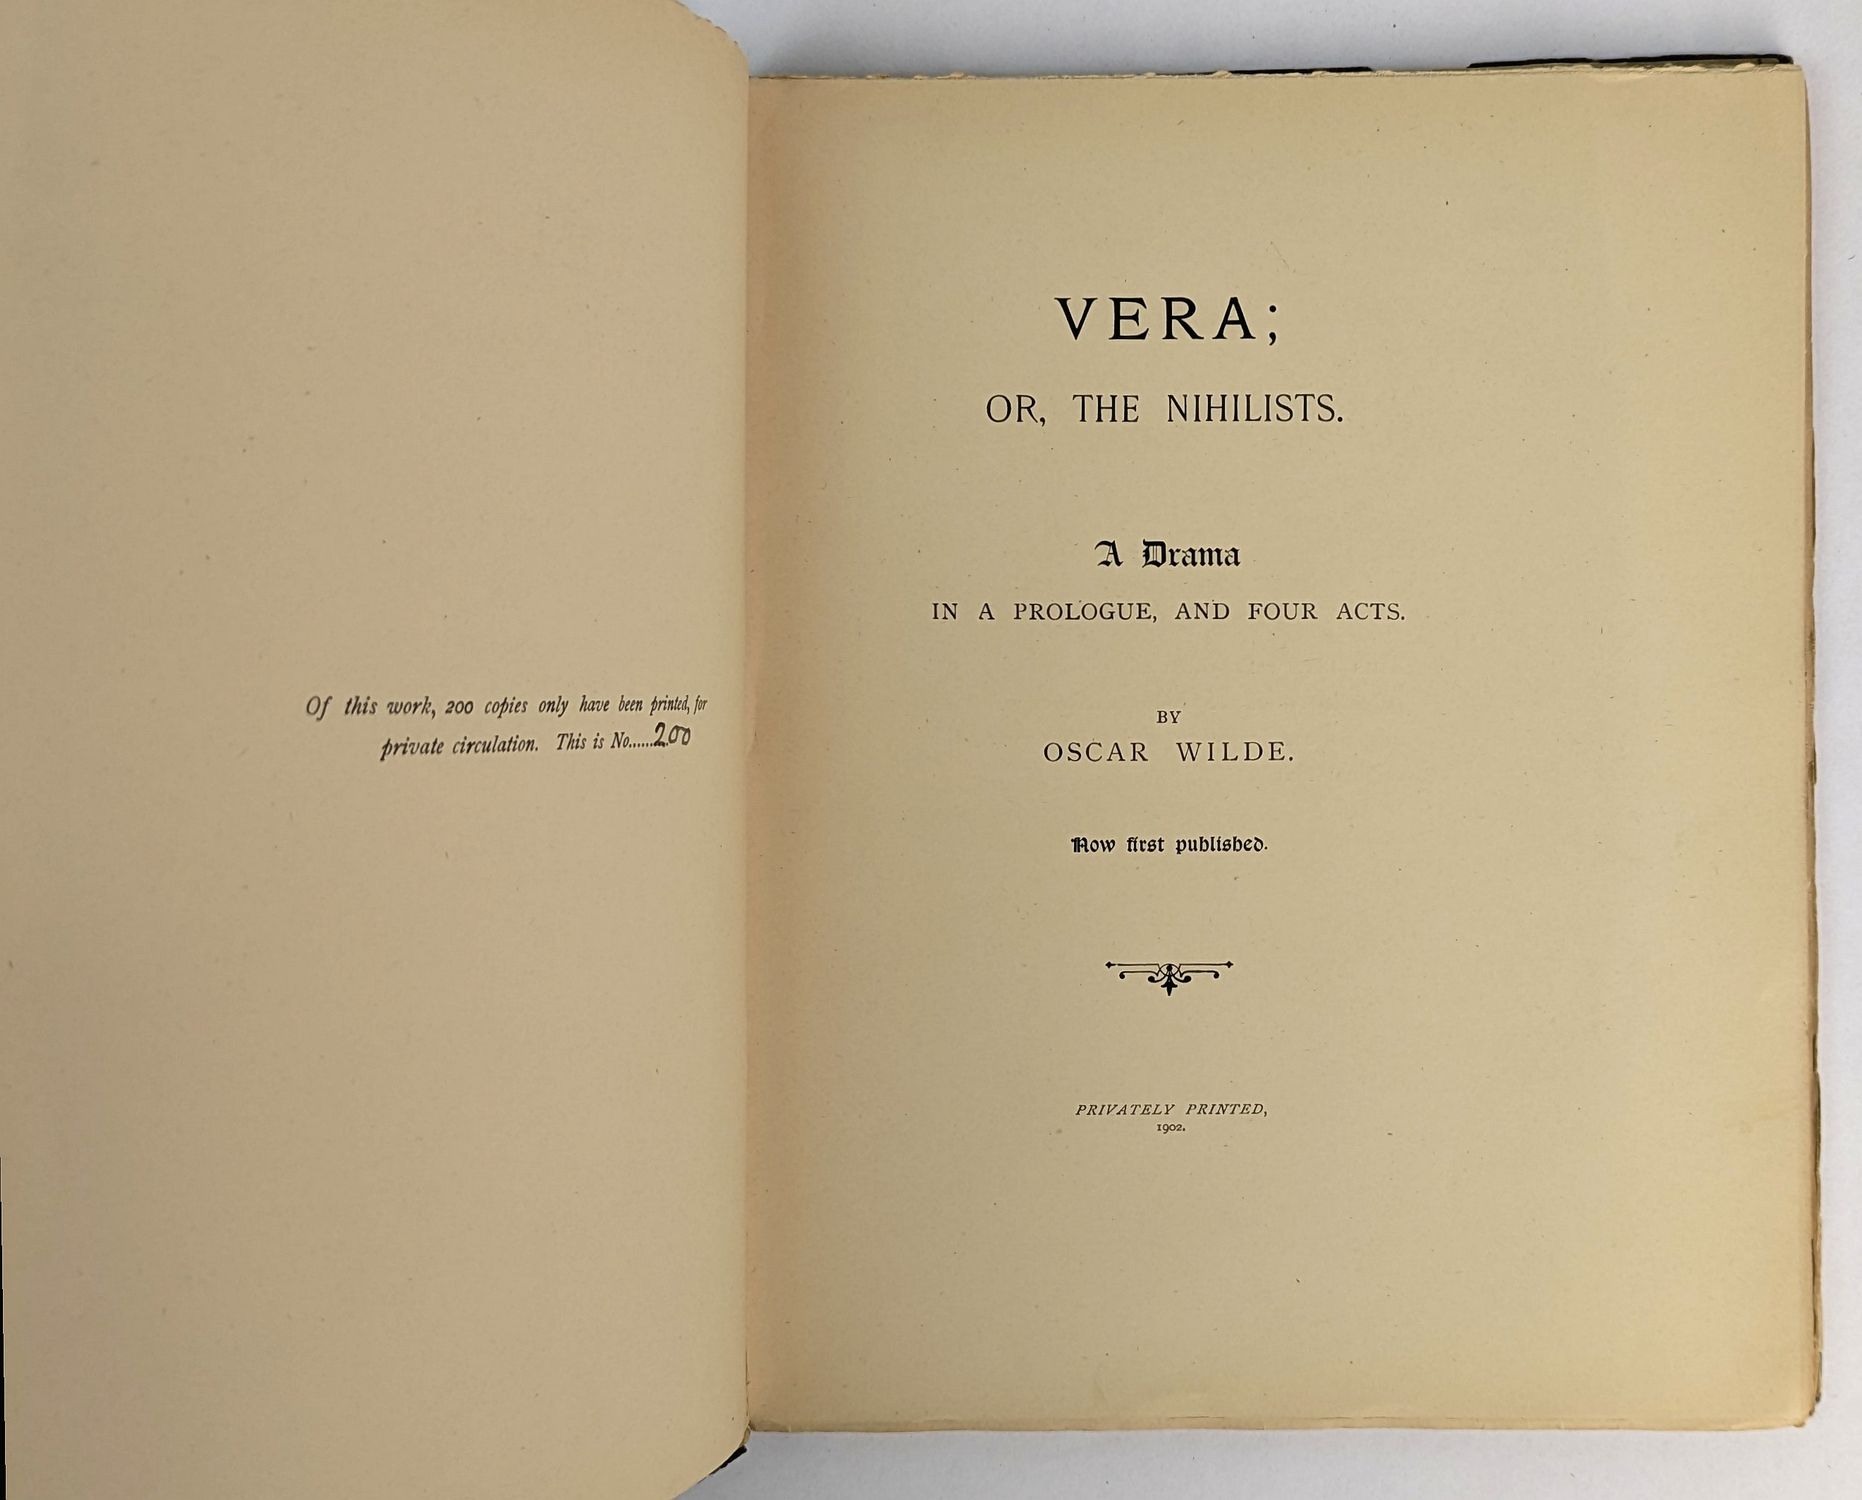 Of this work, 200 copies only have been printed, for
private circulation. This is No......200
VERA;
OR, THE NIHILISTS.
A Drama
IN A PROLOGUE, AND FOUR ACTS.
BY
OSCAR WILDE.
Now first published.
PRIVATELY PRINTED,
1902.